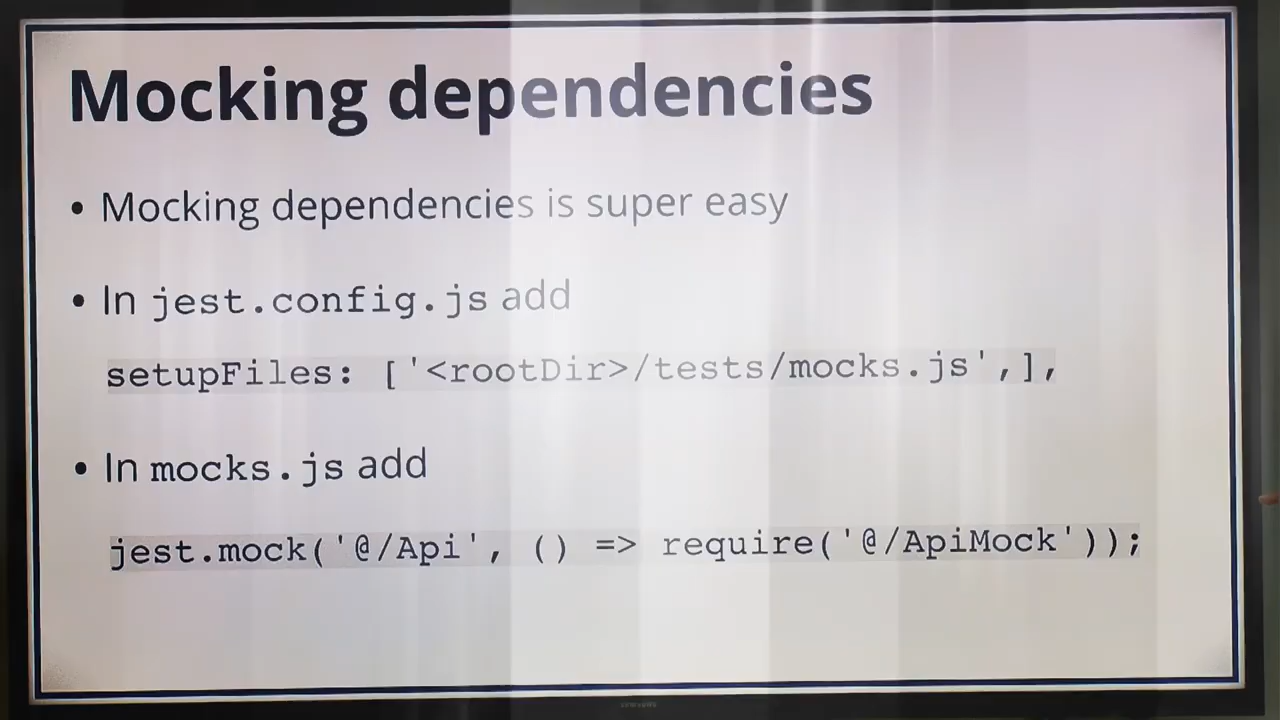 Mocking dependencies
• Mocking dependencies is super easy
• In jest.config.js add
setupFiles: ['<rootDir>/tests/mocks.js',],
• In mocks.js add
jest.mock('@/Api', () => require('@/ApiMock'));
SAMSUNG